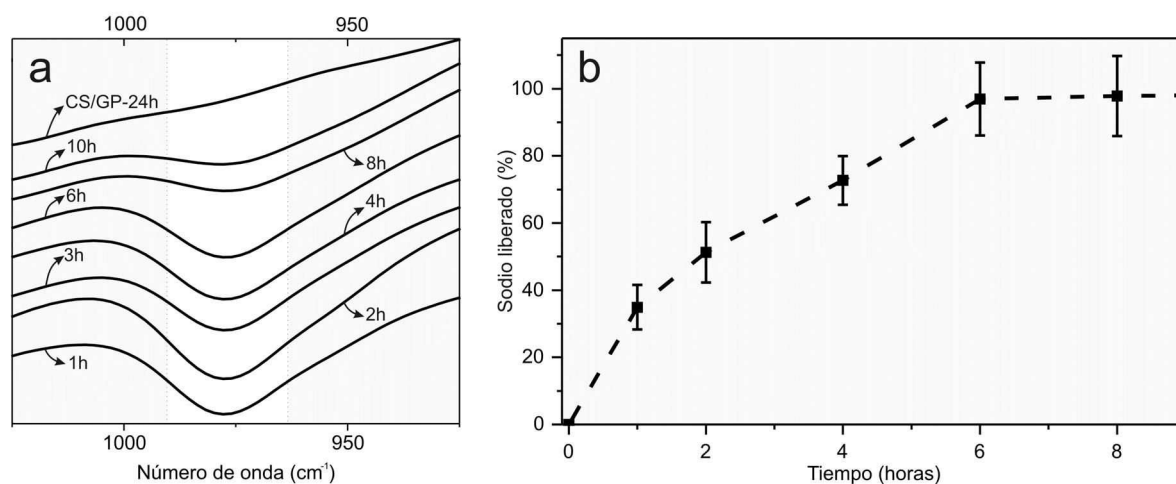 a
1000
950
CS/GP-24h
10h
8h
6h
4h
3h
2h
1h
1000
950
Número de onda (cm⁻¹)
b
100
80
60
40
20
0
Sodio liberado (%)
0
2
4
6
8
Tiempo (horas)